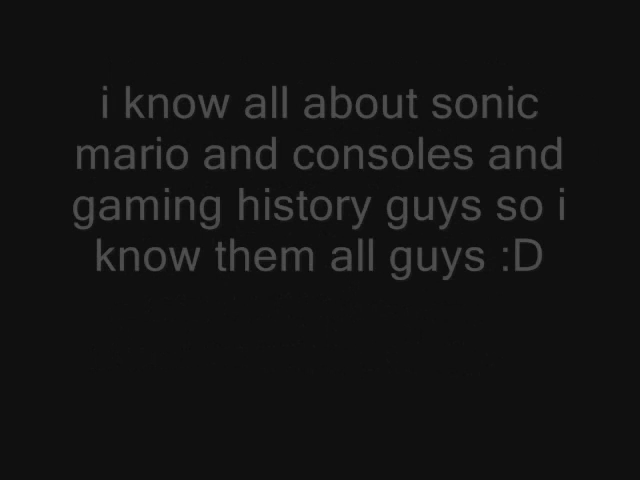 i know all about sonic
mario and consoles and
gaming history guys so i
know them all guys :D